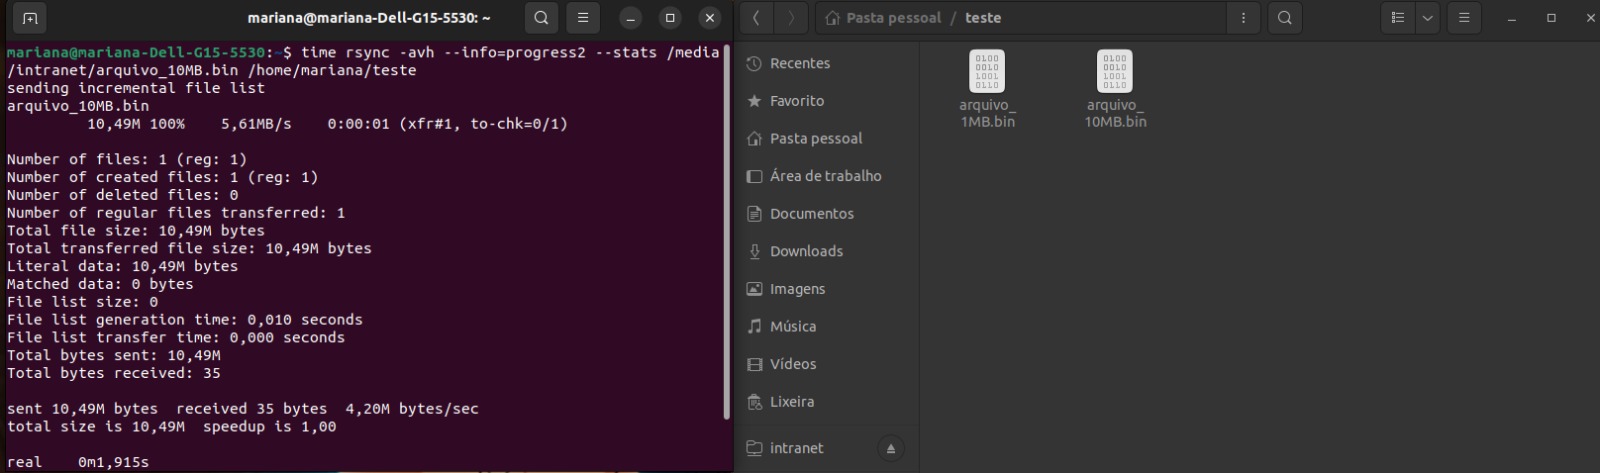 mariana@mariana-Dell-G15-5530: ~
mariana@mariana-Dell-G15-5530:~$ time rsync -avh --info=progress2 --stats /media
/intranet/arquivo_10MB.bin /home/mariana/teste
sending incremental file list
arquivo_10MB.bin
10,49M 100% 5,61MB/s 0:00:01 (xfr#1, to-chk=0/1)
Number of files: 1 (reg: 1)
Number of created files: 1 (reg: 1)
Number of deleted files: 0
Number of regular files transferred: 1
Total file size: 10,49M bytes
Total transferred file size: 10,49M bytes
Literal data: 10,49M bytes
Matched data: 0 bytes
File list size: 0
File list generation time: 0,010 seconds
File list transfer time: 0,000 seconds
Total bytes sent: 10,49M
Total bytes received: 35
sent 10,49M bytes received 35 bytes 4,20M bytes/sec
total size is 10,49M speedup is 1,00
real 0m1,915s
Pasta pessoal / teste
Recentes
Favorito
Pasta pessoal
Área de trabalho
Documentos
Downloads
Imagens
Música
Vídeos
Lixeira
intranet
0100
0010
1001
0110
arquivo_
1MB.bin
0100
0010
1001
0110
arquivo_
10MB.bin